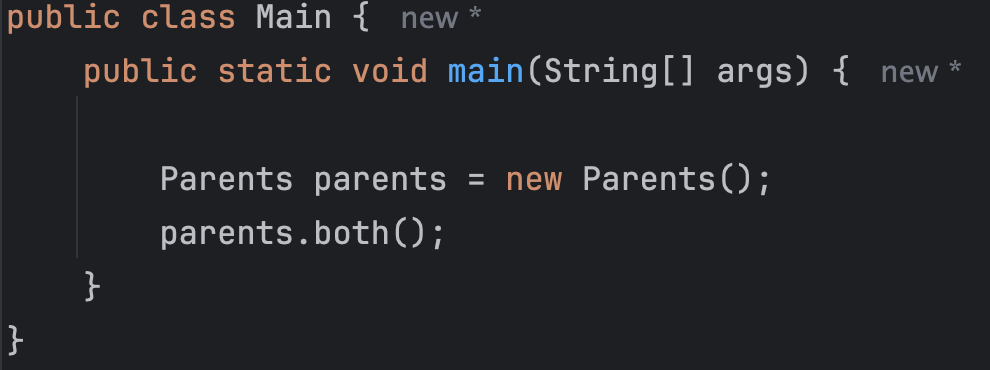 public class Main {  new *
    public static void main(String[] args) {  new *

        Parents parents = new Parents();
        parents.both();
    }
}